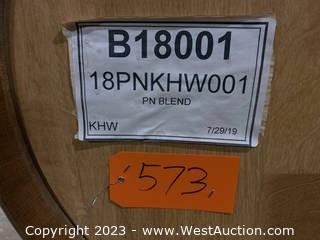 B18001
18PNKHW001
PN BLEND
KHW 7/29/19
573
Copyright © 2023 - www.WestAuction.com